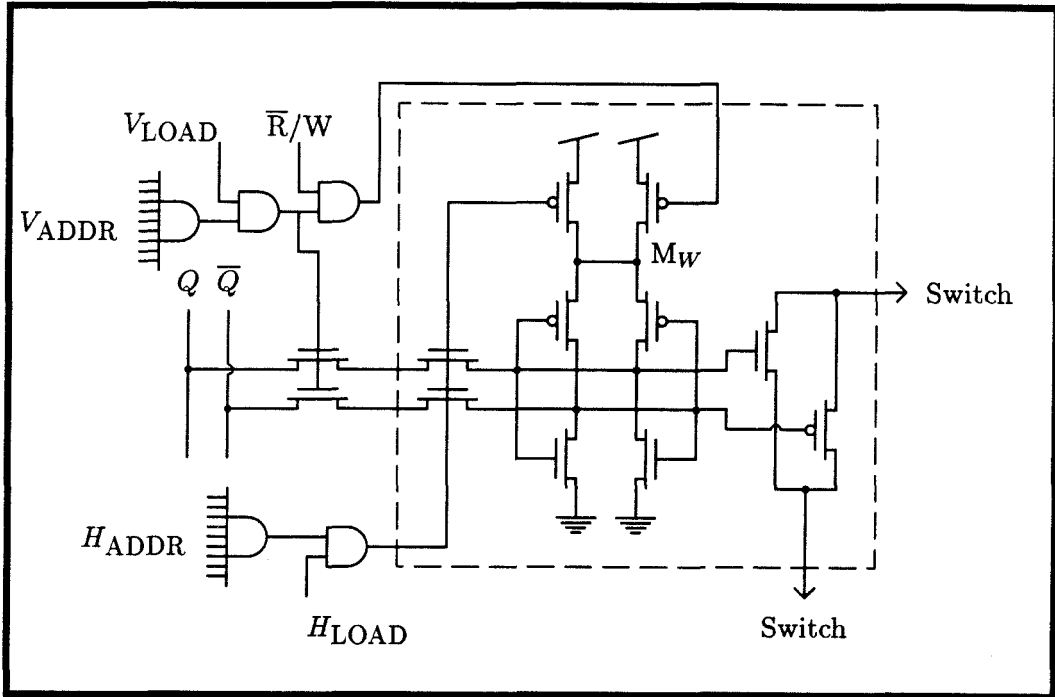 V_LOAD
R̅/W
V_ADDR
Q Q̅
M_W
Switch
H_ADDR
H_LOAD
Switch